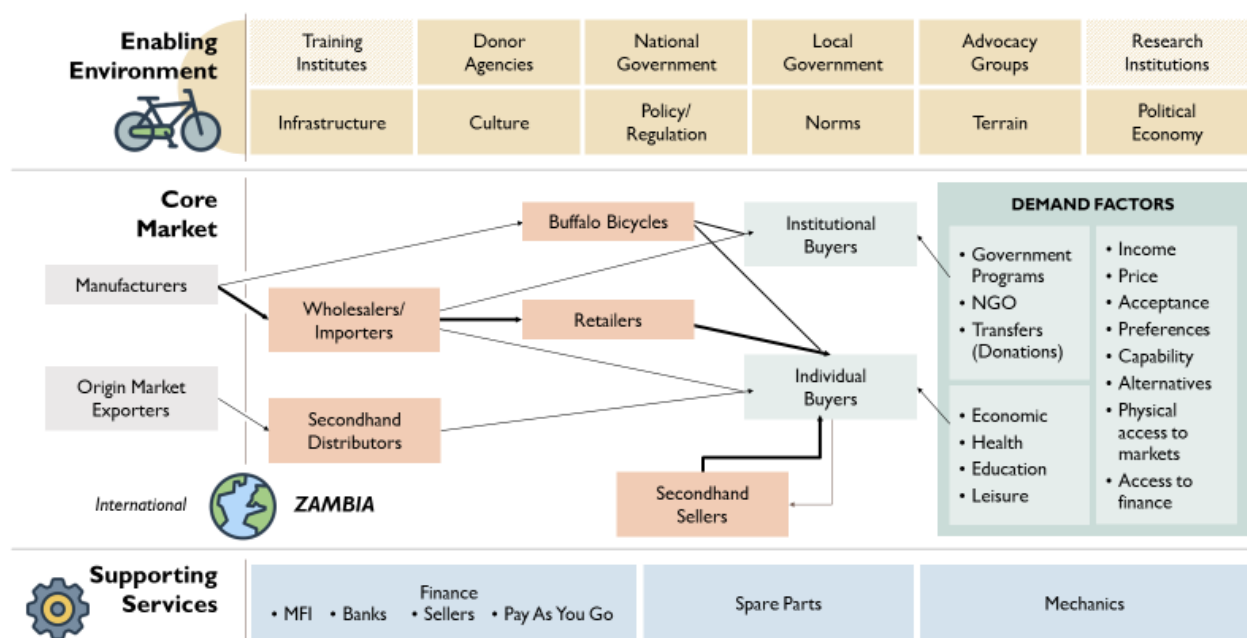 Enabling
Environment
Training
Institutes
Donor
Agencies
National
Government
Local
Government
Advocacy
Groups
Research
Institutions
Infrastructure
Culture
Policy/
Regulation
Norms
Terrain
Political
Economy
Core
Market
Manufacturers
Origin Market
Exporters
International
ZAMBIA
Wholesalers/
Importers
Secondhand
Distributors
Buffalo Bicycles
Retailers
Secondhand
Sellers
Institutional
Buyers
Individual
Buyers
DEMAND FACTORS
• Government
Programs
• NGO
• Transfers
(Donations)
• Economic
• Health
• Education
• Leisure
• Income
• Price
• Acceptance
• Preferences
• Capability
• Alternatives
• Physical
access to
markets
• Access to
finance
Supporting
Services
Finance
• MFI • Banks • Sellers • Pay As You Go
Spare Parts
Mechanics